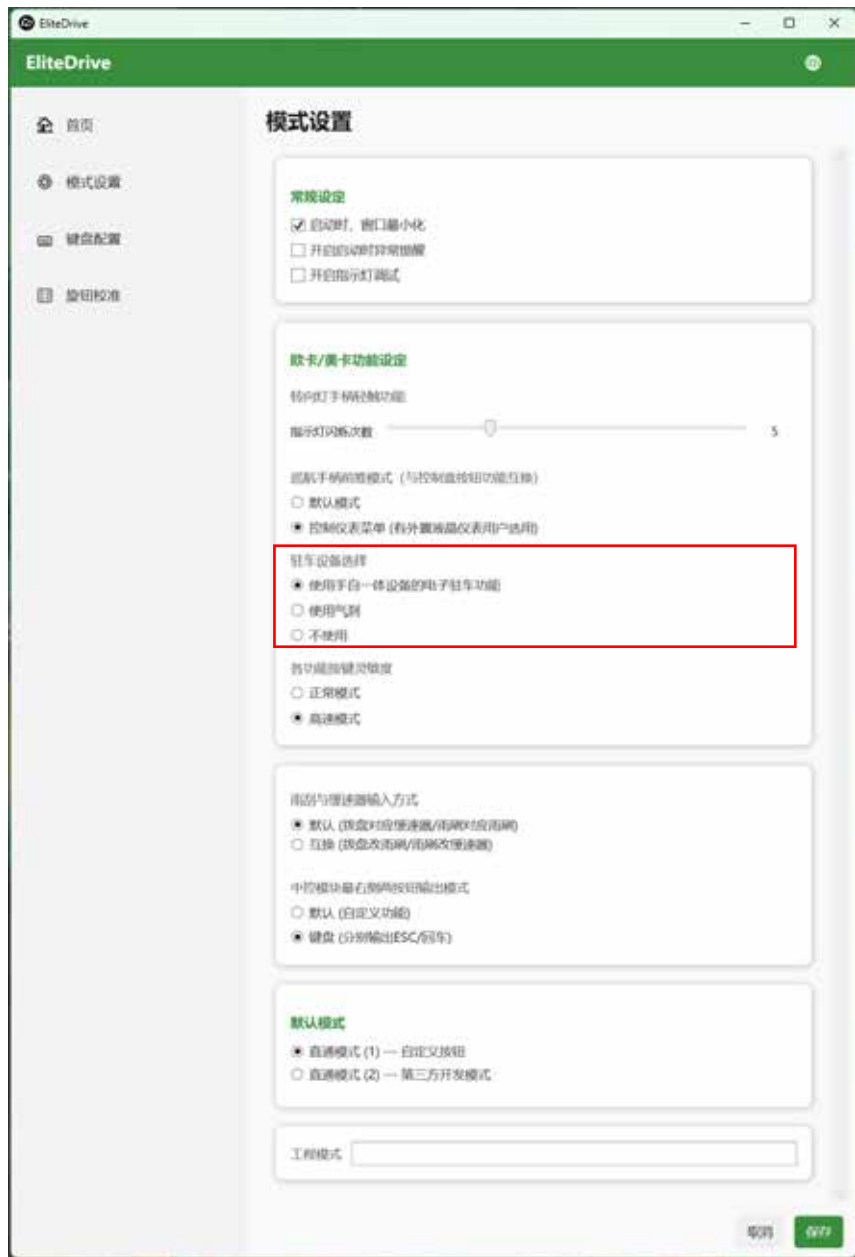 EliteDrive
EliteDrive
首页
模式设置
键盘配置
旋钮校准
模式设置
常规设定
启动时，窗口最小化
开启启动时异常提醒
开启指示灯调试
欧卡/美卡功能设定
转向灯手柄轻触功能
指示灯闪烁次数
5
巡航手柄前推模式（与控制直按钮功能互换）
默认模式
控制仪表菜单 (有外置液晶仪表用户选用)
驻车设备选择
使用手自一体设备的电子驻车功能
使用气刹
不使用
各功能按键灵敏度
正常模式
高速模式
雨刮与缓速器输入方式
默认 (拨盘对应缓速器/雨刷对应雨刷)
互换 (拨盘改雨刷/雨刷改缓速器)
中控模块最右侧两按钮输出模式
默认 (自定义功能)
键盘 (分别输出ESC/回车)
默认模式
直通模式 (1) — 自定义按钮
直通模式 (2) — 第三方开发模式
工程模式
取消
保存